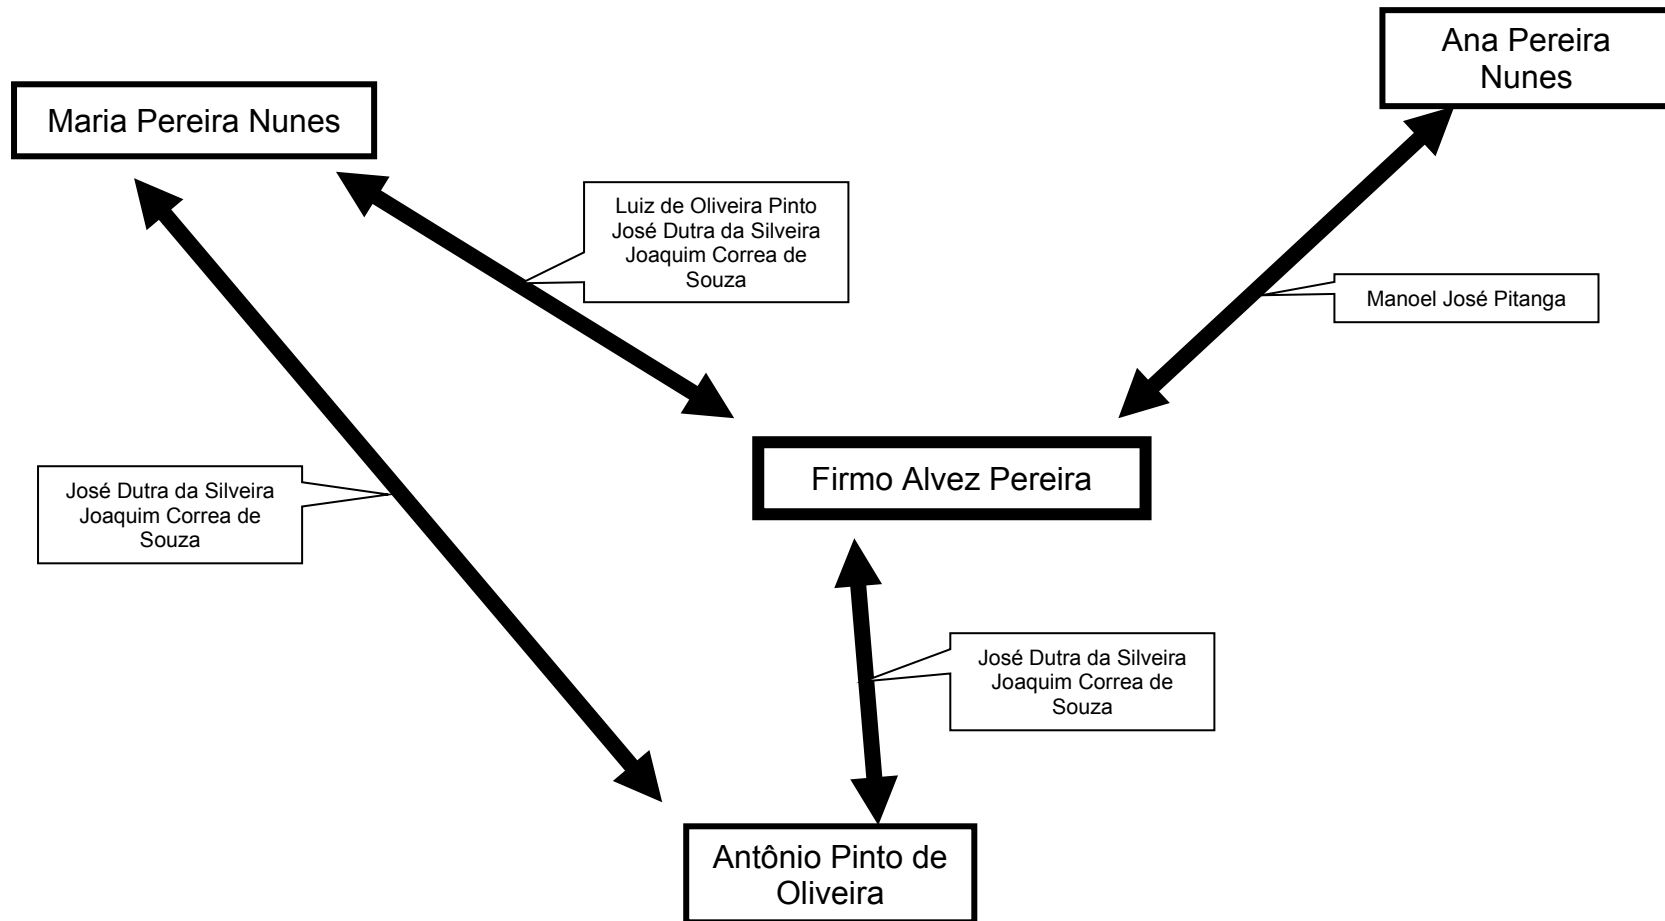 Ana Pereira
Nunes
Maria Pereira Nunes
Luiz de Oliveira Pinto
José Dutra da Silveira
Joaquim Correa de
Souza
Manoel José Pitanga
Firmo Alvez Pereira
José Dutra da Silveira
Joaquim Correa de
Souza
José Dutra da Silveira
Joaquim Correa de
Souza
Antônio Pinto de
Oliveira